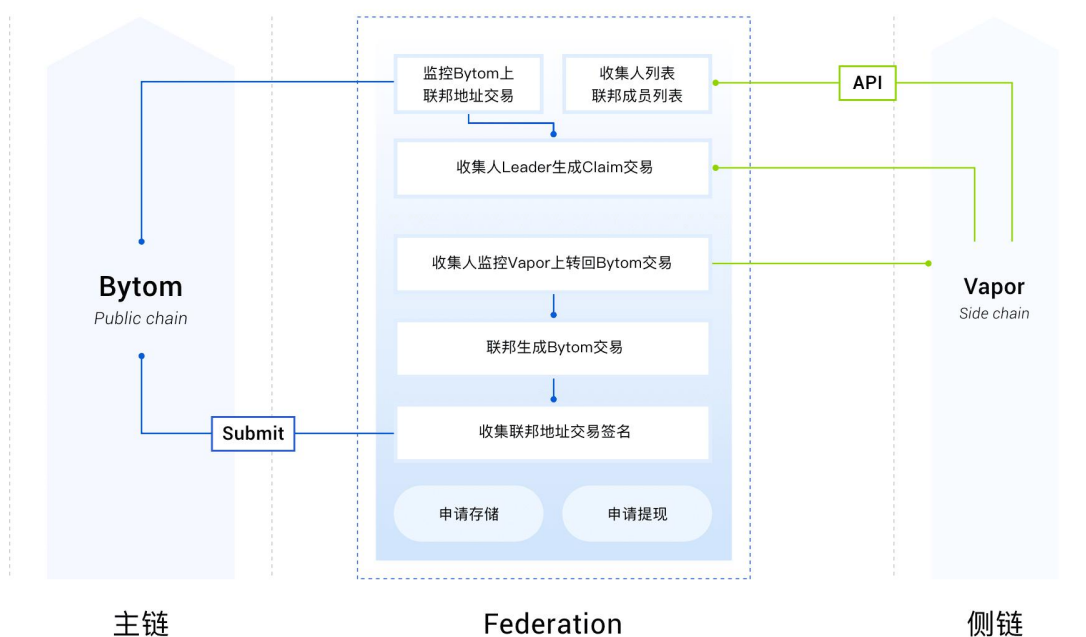 监控Bytom上
联邦地址交易
收集人列表
联邦成员列表
API
收集人Leader生成Claim交易
收集人监控Vapor上转回Bytom交易
Bytom
Public chain
Vapor
Side chain
联邦生成Bytom交易
Submit
收集联邦地址交易签名
申请存储
申请提现
主链
Federation
侧链